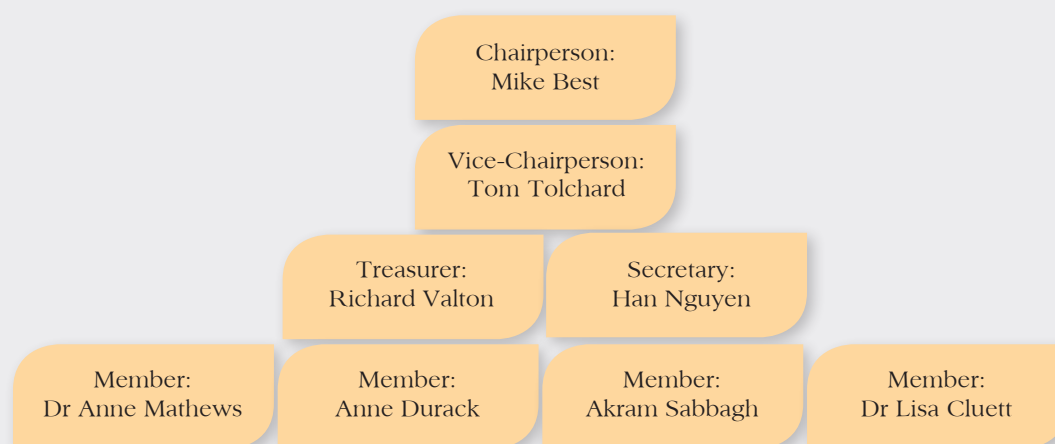 Chairperson:
Mike Best
Vice-Chairperson:
Tom Tolchard
Treasurer:
Richard Valton
Secretary:
Han Nguyen
Member:
Dr Anne Mathews
Member:
Anne Durack
Member:
Akram Sabbagh
Member:
Dr Lisa Cluett